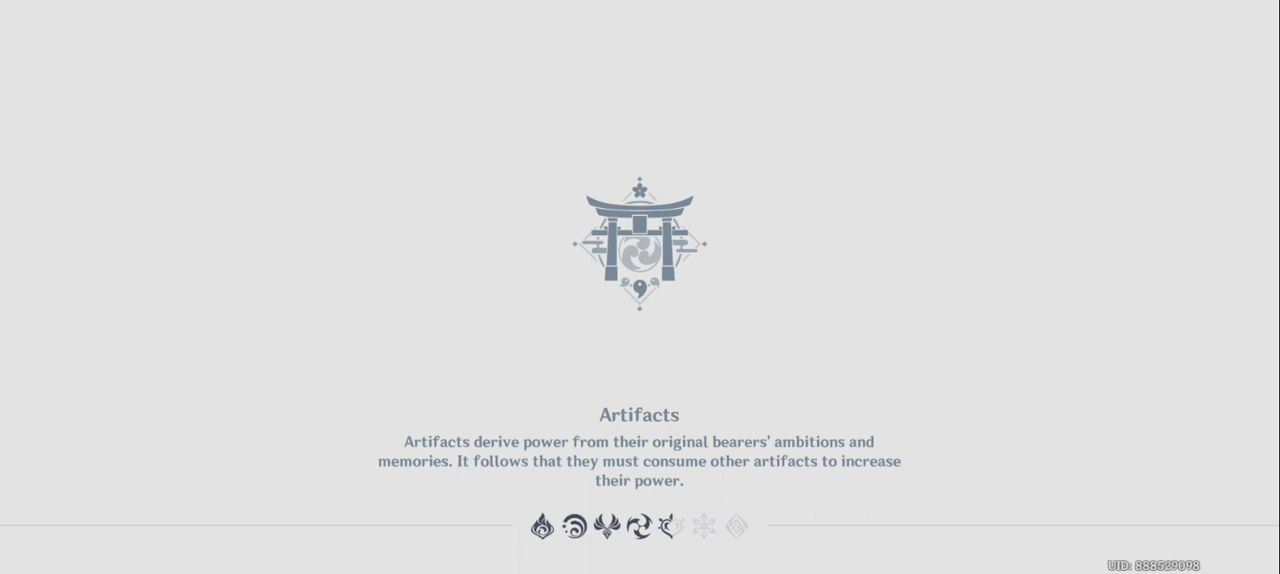 Artifacts
Artifacts derive power from their original bearers' ambitions and
memories. It follows that they must consume other artifacts to increase
their power.
UID: 888529098